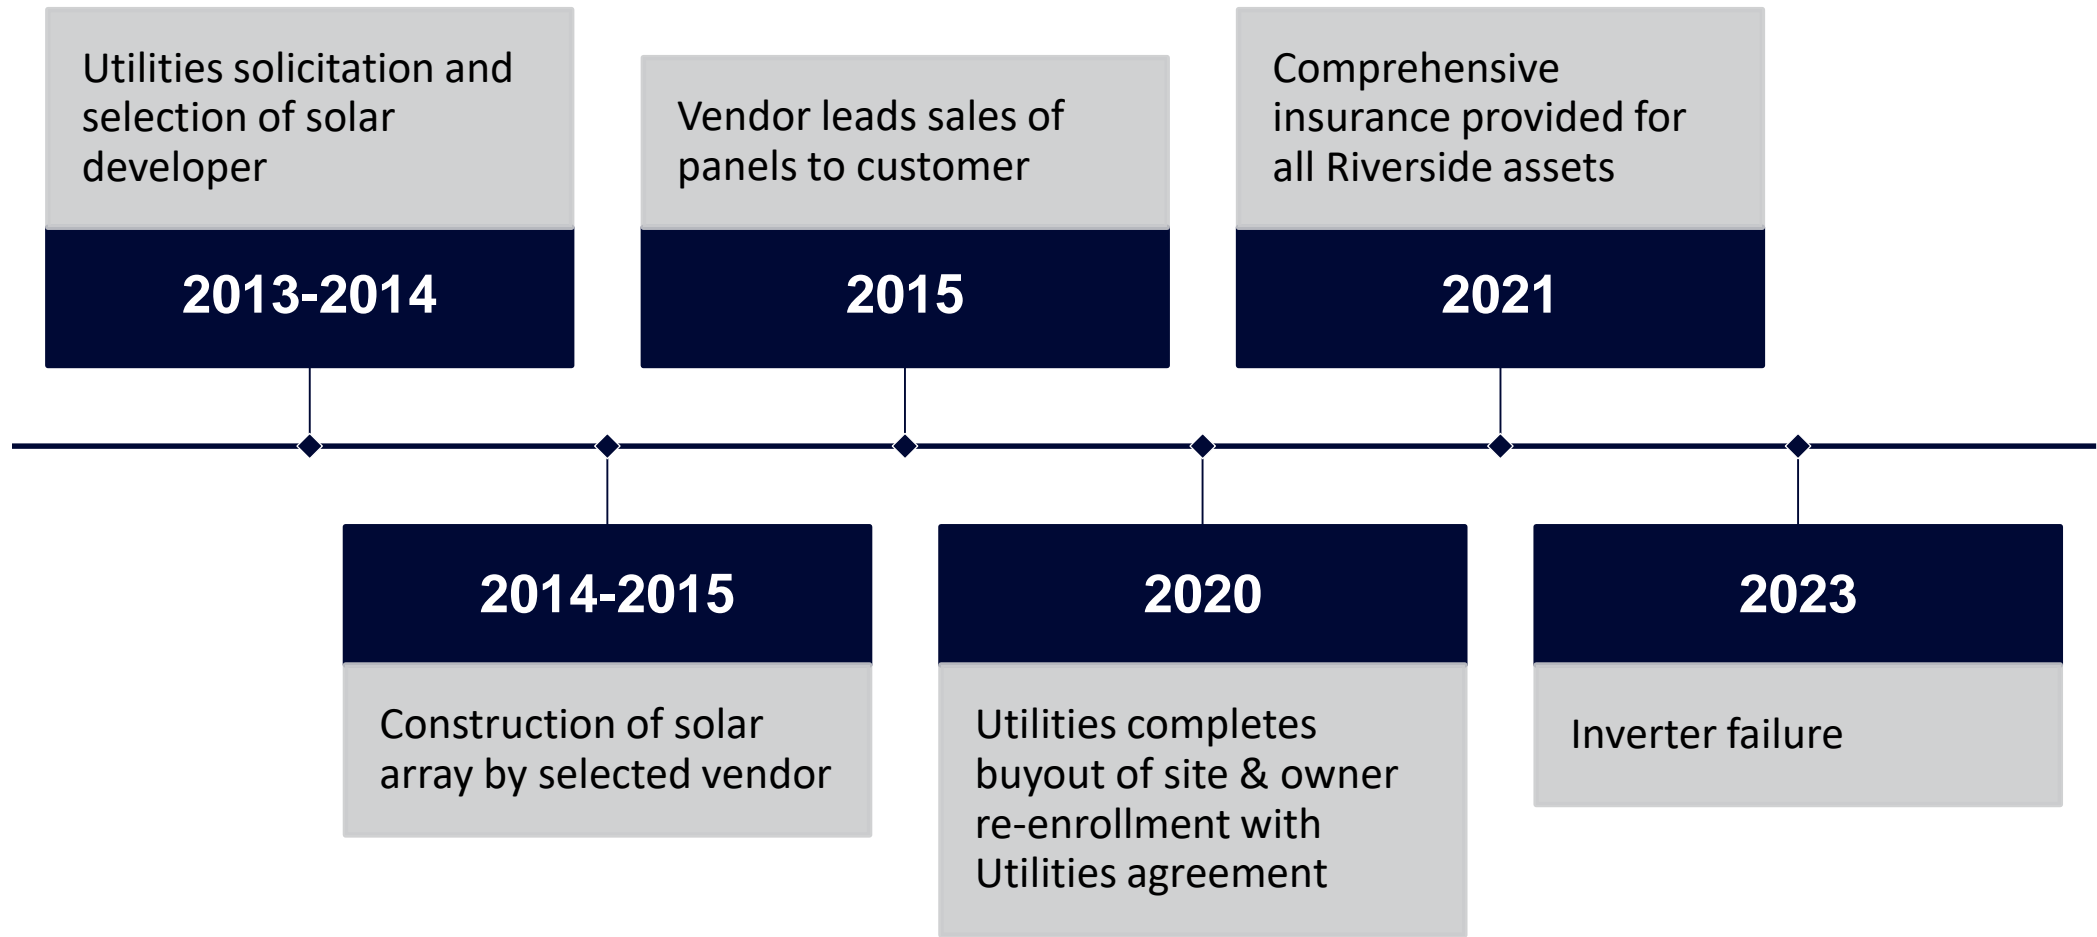 Utilities solicitation and
selection of solar
developer
2013-2014
2014-2015
Construction of solar
array by selected vendor
Vendor leads sales of
panels to customer
2015
2020
Utilities completes
buyout of site & owner
re-enrollment with
Utilities agreement
Comprehensive
insurance provided for
all Riverside assets
2021
2023
Inverter failure